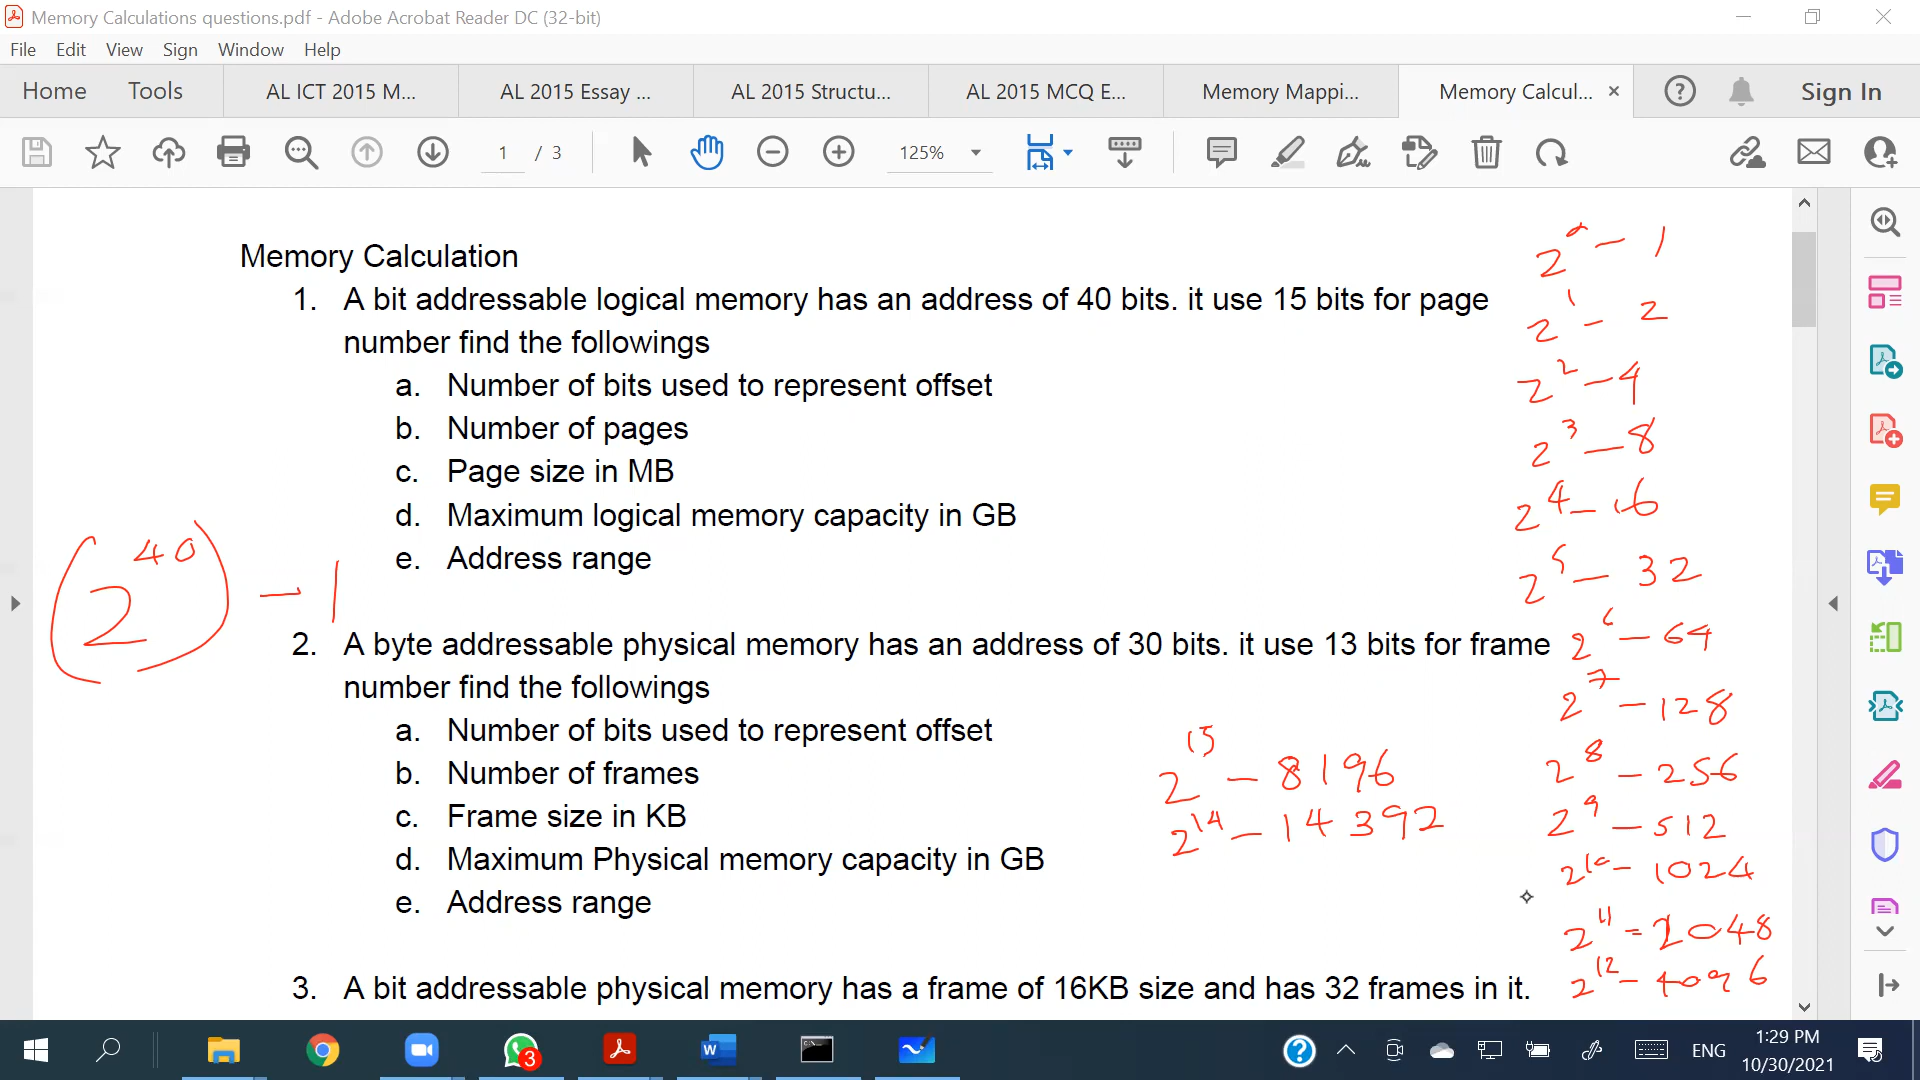 Memory Calculations questions.pdf - Adobe Acrobat Reader DC (32-bit)
File Edit View Sign Window Help
Home Tools AL ICT 2015 M... AL 2015 Essay ... AL 2015 Structu... AL 2015 MCQ E... Memory Mappi... Memory Calcul... × Sign In
1 / 3 125%
Memory Calculation
1. A bit addressable logical memory has an address of 40 bits. it use 15 bits for page
number find the followings
a. Number of bits used to represent offset
b. Number of pages
c. Page size in MB
d. Maximum logical memory capacity in GB
e. Address range
(2^40) - 1
2. A byte addressable physical memory has an address of 30 bits. it use 13 bits for frame
number find the followings
a. Number of bits used to represent offset
b. Number of frames
c. Frame size in KB
d. Maximum Physical memory capacity in GB
e. Address range
3. A bit addressable physical memory has a frame of 16KB size and has 32 frames in it.
2^0 - 1
2^1 - 2
2^2 - 4
2^3 - 8
2^4 - 16
2^5 - 32
2^6 - 64
2^7 - 128
2^8 - 256
2^9 - 512
2^10 - 1024
2^11 = 2048
2^12 - 4096
2^13 - 8196
2^14 - 14392
3
ENG
1:29 PM
10/30/2021